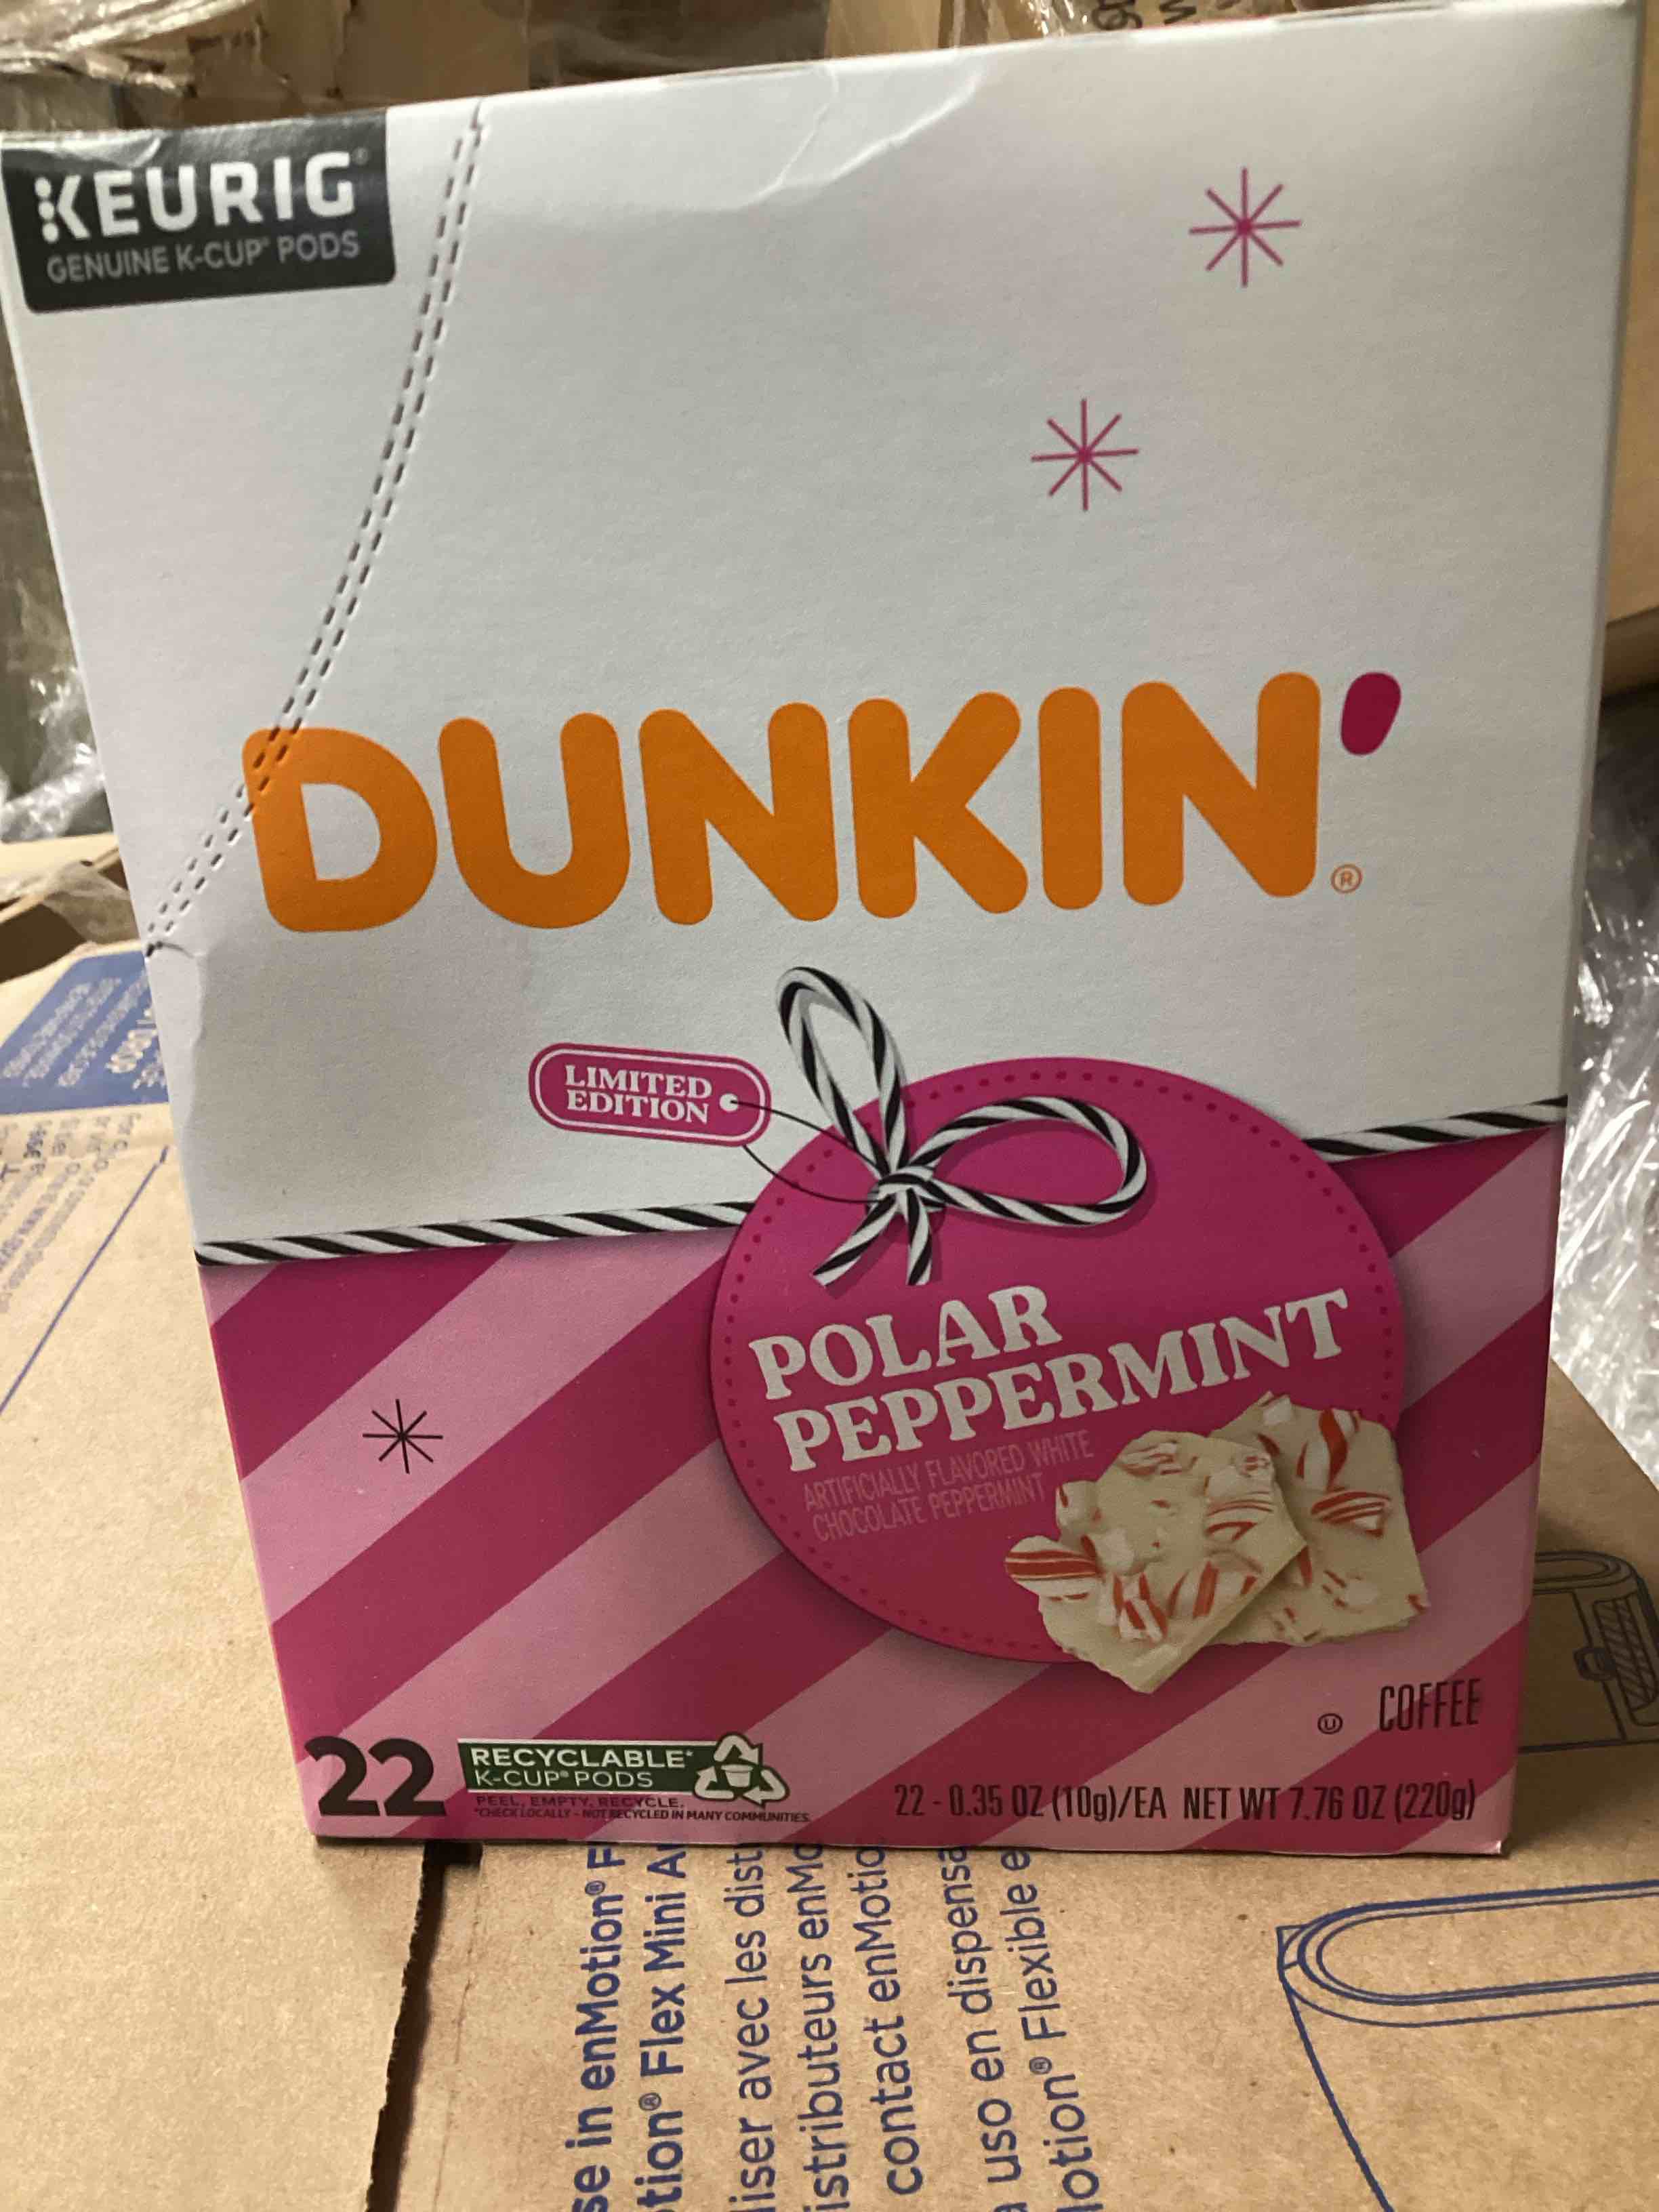 KEURIG®
GENUINE K-CUP® PODS
DUNKIN'®
LIMITED
EDITION
POLAR
PEPPERMINT
ARTIFICIALLY FLAVORED WHITE
CHOCOLATE PEPPERMINT
U COFFEE
22
RECYCLABLE*
K-CUP® PODS
PEEL, EMPTY, RECYCLE.
*CHECK LOCALLY - NOT RECYCLED IN MANY COMMUNITIES
22 - 0.35 OZ (10g)/EA NET WT 7.76 OZ (220g)
se in enMotion® F
otion® Flex Mini A
liser avec les dist
istributeurs enMo
contact enMotio
a uso en dispensa
Motion® Flexible e